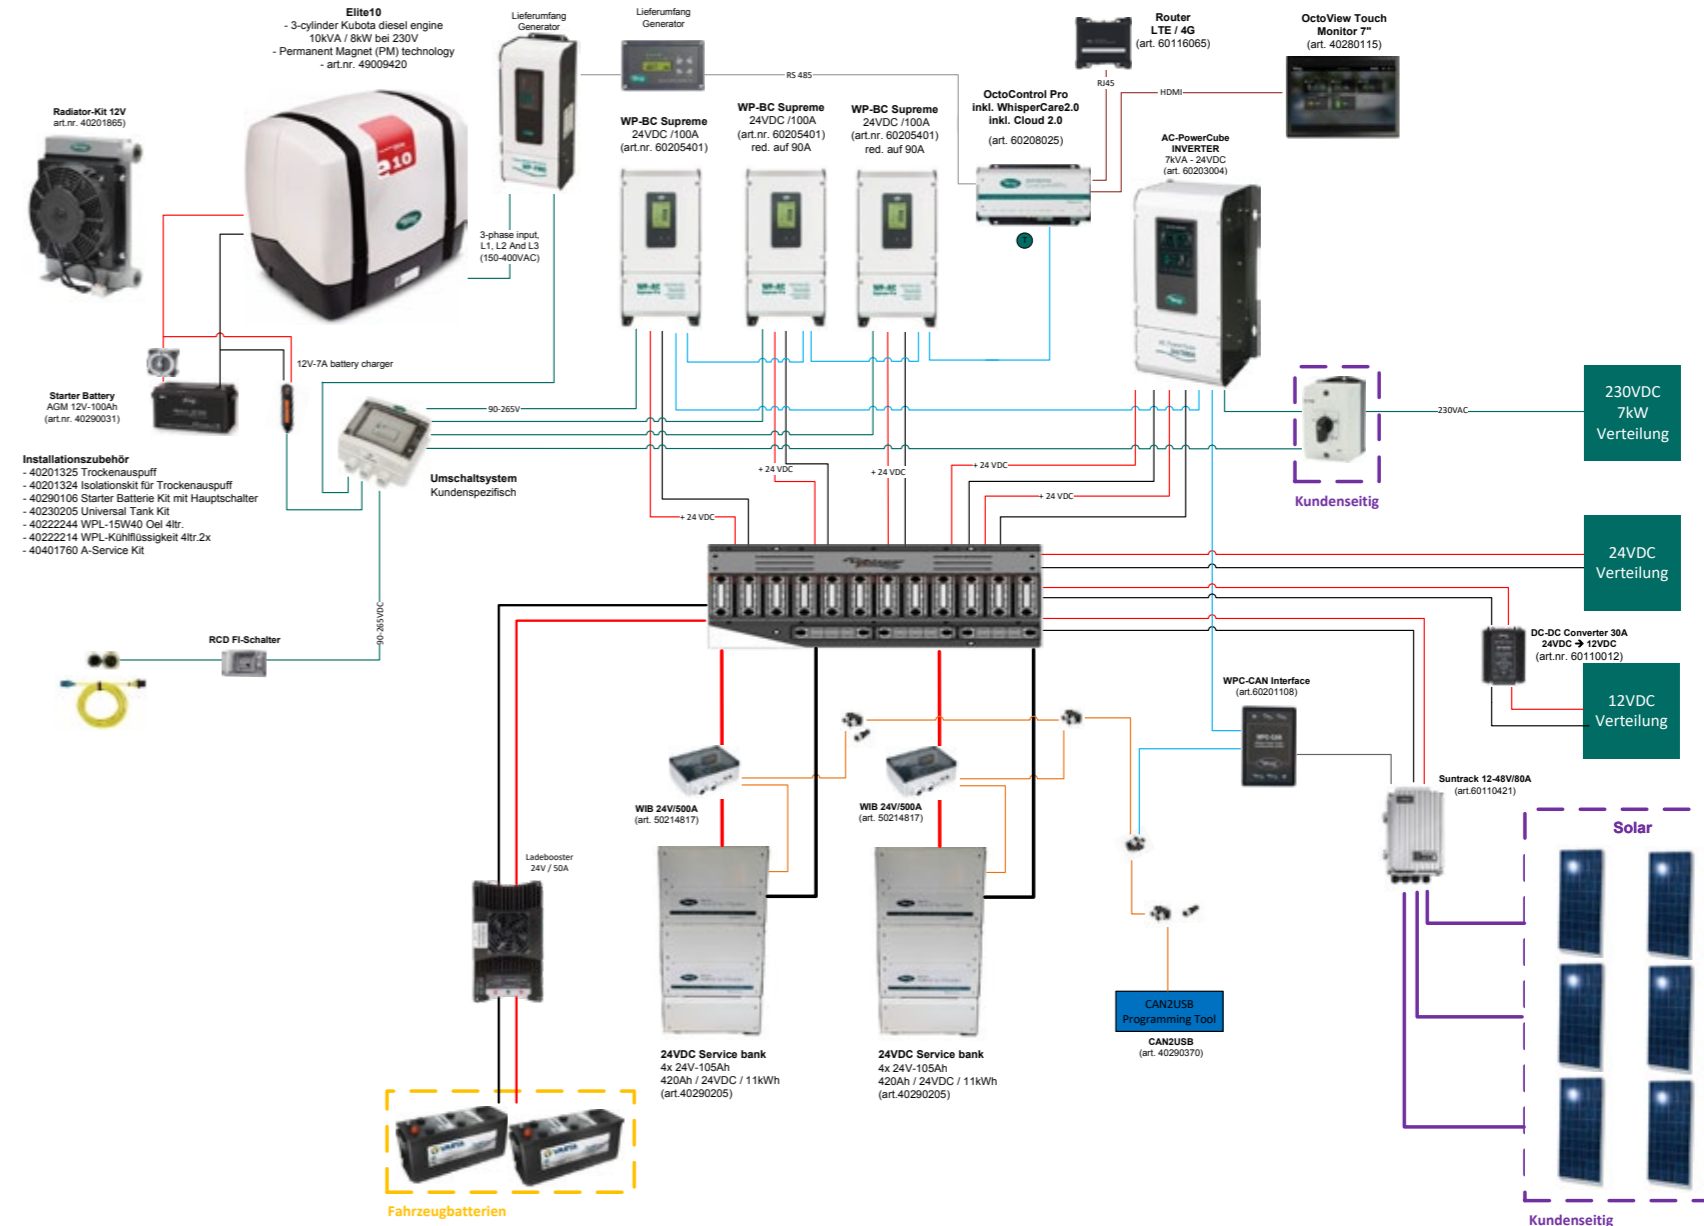 Elite10
- 3-cylinder Kubota diesel engine
10kVA / 8kW bei 230V
- Permanent Magnet (PM) technology
- art.nr. 49009420
Lieferumfang
Generator
Lieferumfang
Generator
Router
LTE / 4G
(art. 60116065)
OctoView Touch
Monitor 7"
(art. 40280115)
Radiator-Kit 12V
art.nr. 40201865)
RS 485
RJ45
HDMI
WP-BC Supreme
24VDC /100A
(art.nr. 60205401)
WP-BC Supreme
24VDC /100A
(art.nr. 60205401)
red. auf 90A
WP-BC Supreme
24VDC /100A
(art.nr. 60205401)
red. auf 90A
OctoControl Pro
inkl. WhisperCare2.0
inkl. Cloud 2.0
(art. 60208025)
AC-PowerCube
INVERTER
7kVA - 24VDC
(art. 60203004)
e10
3-phase input,
L1, L2 And L3
(150-400VAC)
T
12V-7A battery charger
Starter Battery
AGM 12V-100Ah
(art.nr. 40290031)
90-265V
230VAC
230VDC
7kW
Verteilung
Installationszubehör
- 40201325 Trockenauspuff
- 40201324 Isolationskit für Trockenauspuff
- 40290106 Starter Batterie Kit mit Hauptschalter
- 40230205 Universal Tank Kit
- 40222244 WPL-15W40 Oel 4ltr.
- 40222214 WPL-Kühlflüssigkeit 4ltr.2x
- 40401760 A-Service Kit
Umschaltsystem
Kundenspezifisch
+ 24 VDC
+ 24 VDC
+ 24 VDC
+ 24 VDC
+ 24 VDC
Kundenseitig
24VDC
Verteilung
90-265VDC
RCD FI-Schalter
DC-DC Converter 30A
24VDC → 12VDC
(art.nr. 60110012)
WPC-CAN Interface
(art.60201108)
WPC-CAN
12VDC
Verteilung
WIB 24V/500A
(art. 50214817)
WIB 24V/500A
(art. 50214817)
Suntrack 12-48V/80A
(art.60110421)
Solar
Ladebooster
24V / 50A
CAN2USB
Programming Tool
CAN2USB
(art. 40290370)
24VDC Service bank
4x 24V-105Ah
420Ah / 24VDC / 11kWh
(art.40290205)
24VDC Service bank
4x 24V-105Ah
420Ah / 24VDC / 11kWh
(art.40290205)
VARTA
VARTA
Fahrzeugbatterien
Kundenseitig